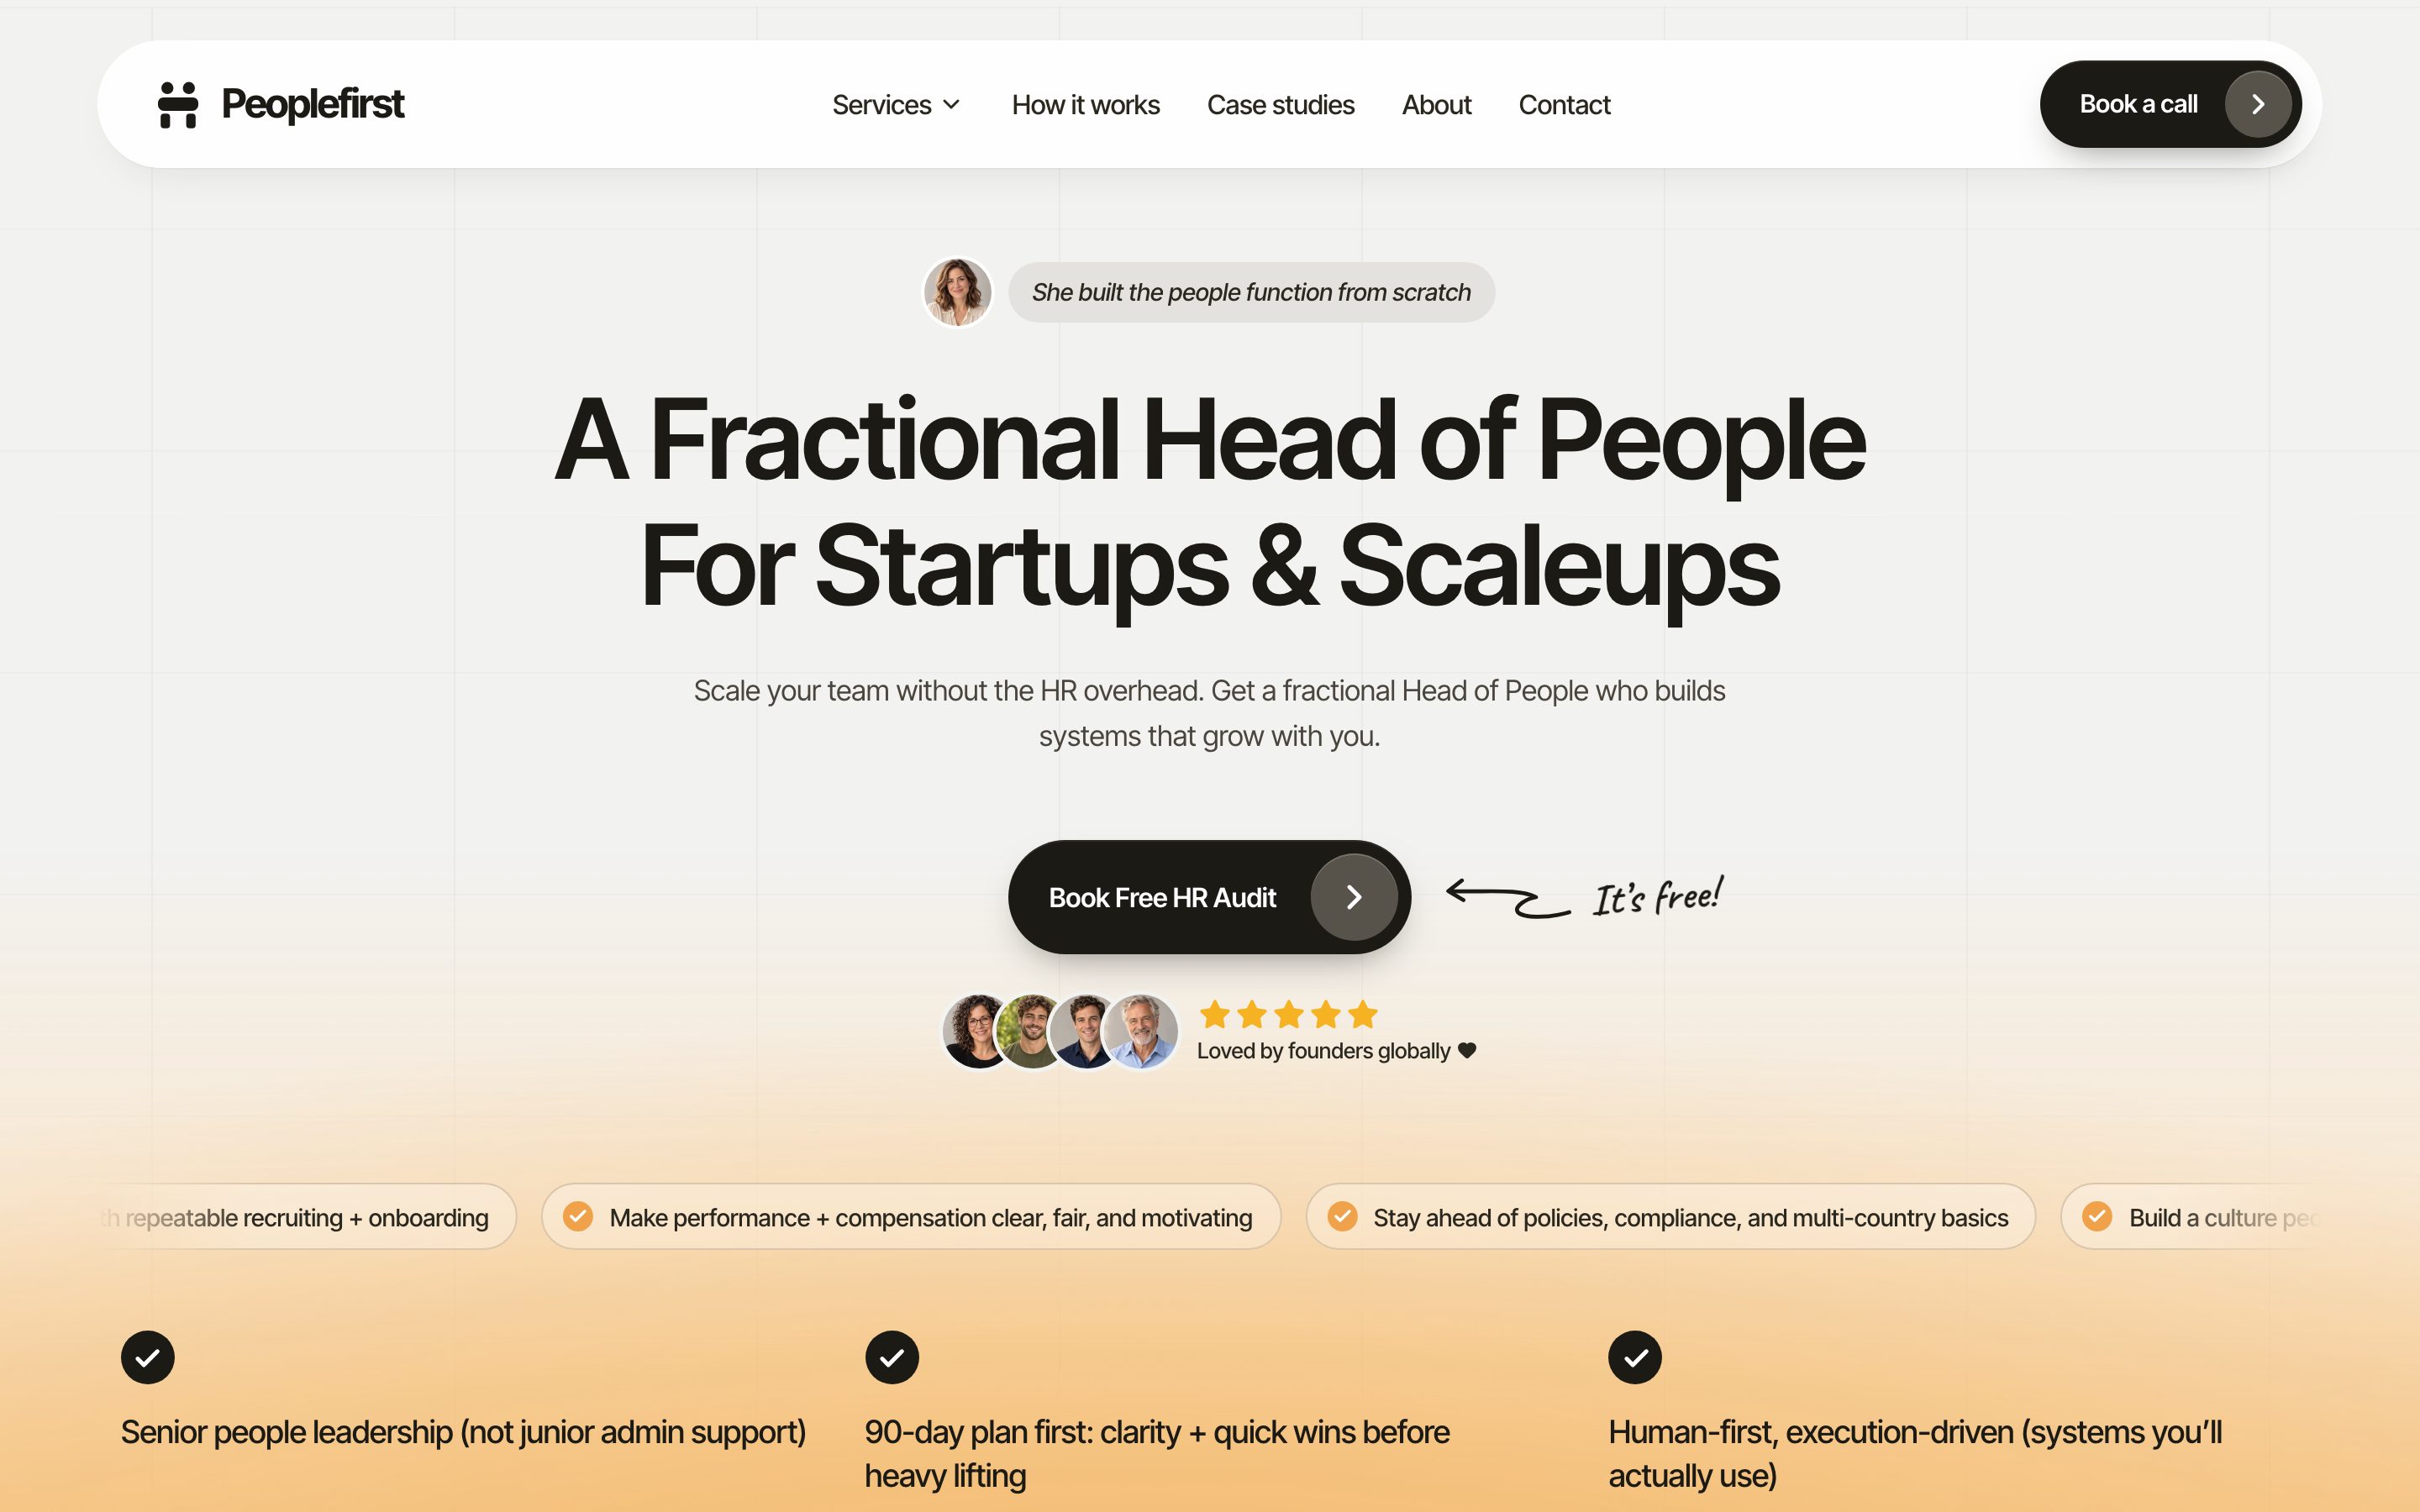 Peoplefirst
Services
How it works
Case studies
About
Contact
Book a call
She built the people function from scratch
A Fractional Head of People
For Startups & Scaleups
Scale your team without the HR overhead. Get a fractional Head of People who builds
systems that grow with you.
Book Free HR Audit
It's free!
Loved by founders globally
repeatable recruiting + onboarding
Make performance + compensation clear, fair, and motivating
Stay ahead of policies, compliance, and multi-country basics
Build a culture
Senior people leadership (not junior admin support)
90-day plan first: clarity + quick wins before
heavy lifting
Human-first, execution-driven (systems you’ll
actually use)